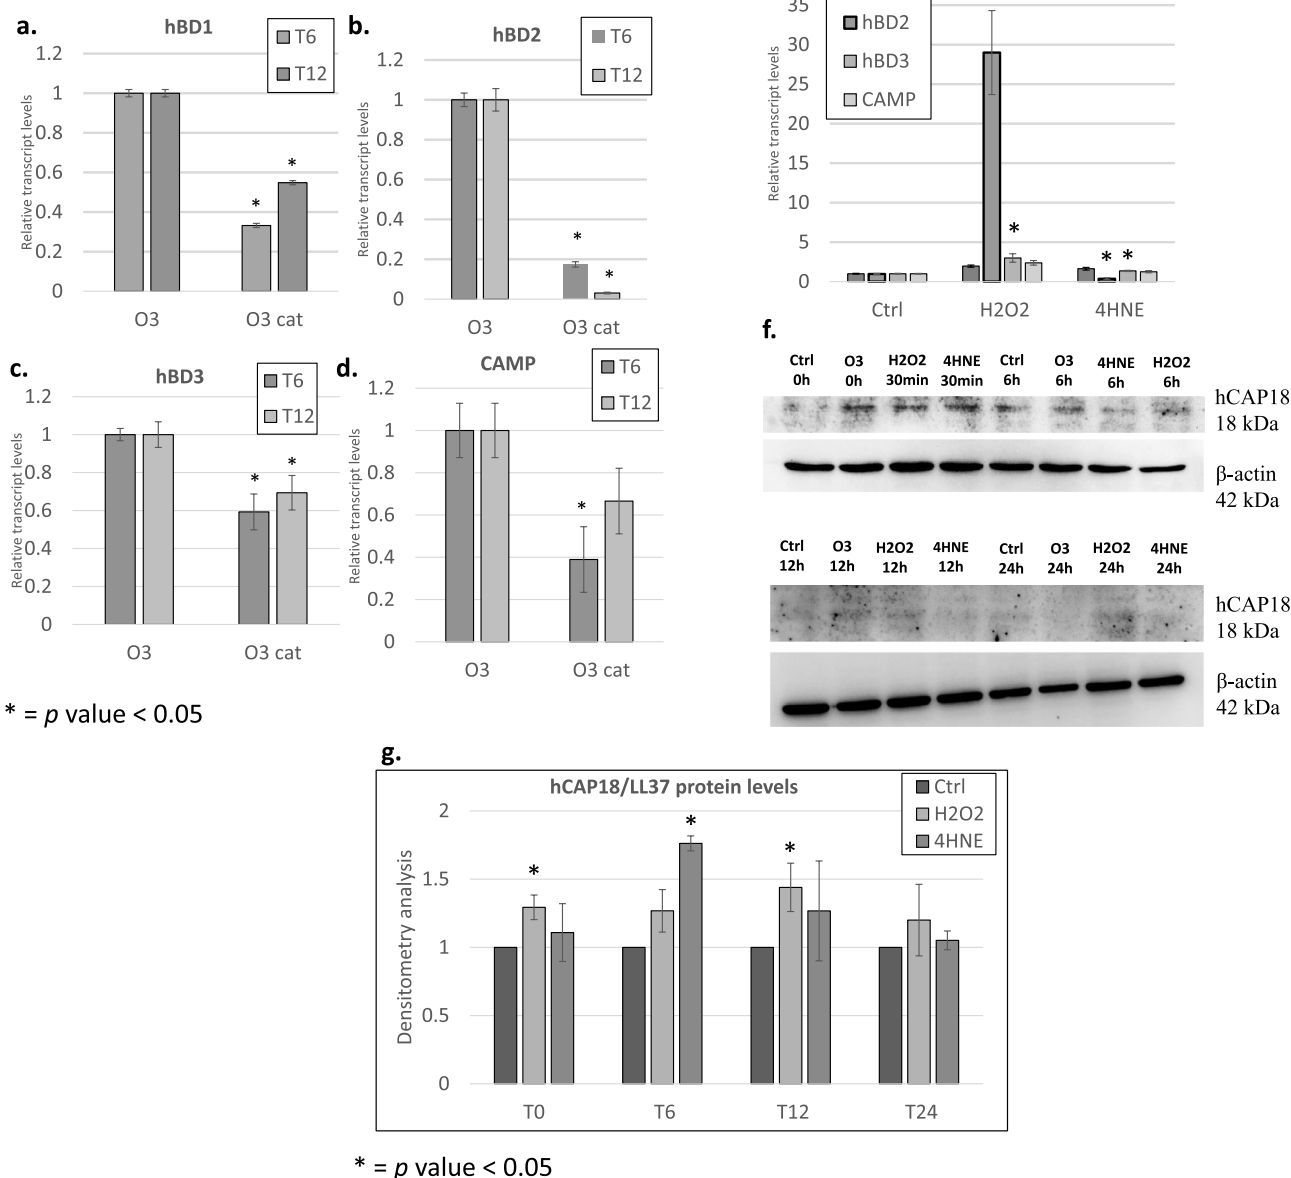 a.
hBD1
T6
T12
Relative transcript levels
1.2
1
0.8
0.6
0.4
0.2
0
*
*
O3
O3 cat
b.
hBD2
T6
T12
Relative transcript levels
1.2
1
0.8
0.6
0.4
0.2
0
*
*
O3
O3 cat
hBD2
hBD3
CAMP
Relative transcript levels
35
30
25
20
15
10
5
0
*
* *
Ctrl
H2O2
4HNE
c.
hBD3
T6
T12
Relative transcript levels
1.2
1
0.8
0.6
0.4
0.2
0
*
*
O3
O3 cat
d.
CAMP
T6
T12
Relative transcript levels
1.2
1
0.8
0.6
0.4
0.2
0
*
O3
O3 cat
* = p value < 0.05
f.
Ctrl O3 H2O2 4HNE Ctrl O3 4HNE H2O2
0h 0h 30min 30min 6h 6h 6h 6h
hCAP18
18 kDa
β-actin
42 kDa
Ctrl O3 H2O2 4HNE Ctrl O3 H2O2 4HNE
12h 12h 12h 12h 24h 24h 24h 24h
hCAP18
18 kDa
β-actin
42 kDa
g.
hCAP18/LL37 protein levels
Ctrl
H2O2
4HNE
Densitometry analysis
2
1.5
1
0.5
0
*
*
*
T0
T6
T12
T24
* = p value < 0.05